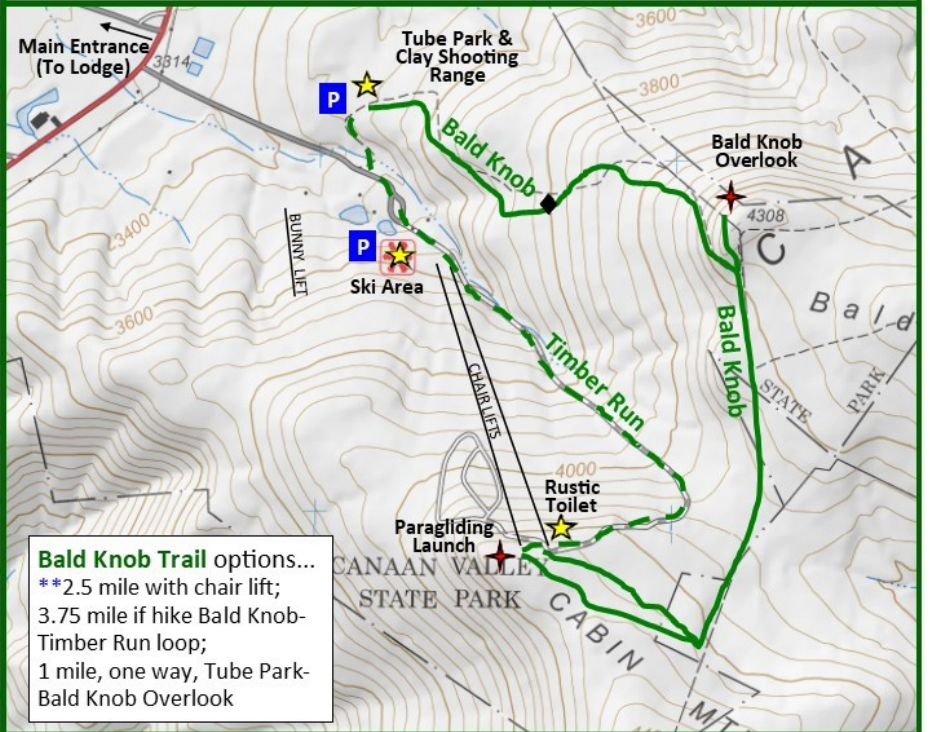 Main Entrance
(To Lodge)
3314
Tube Park &
Clay Shooting
Range
P
3600
3800
Bald Knob
Bald Knob
Overlook
A
4308
C
3400
BUNNY LIFT
P
Ski Area
3600
Bald
Bald Knob
Timber Run
CHAIRLIFTS
STATE
PARK
4000
Rustic
Toilet
Paragliding
Launch
CANAAN VALLEY
STATE PARK
CABIN
MT
Bald Knob Trail options...
**2.5 mile with chair lift;
3.75 mile if hike Bald Knob-
Timber Run loop;
1 mile, one way, Tube Park-
Bald Knob Overlook